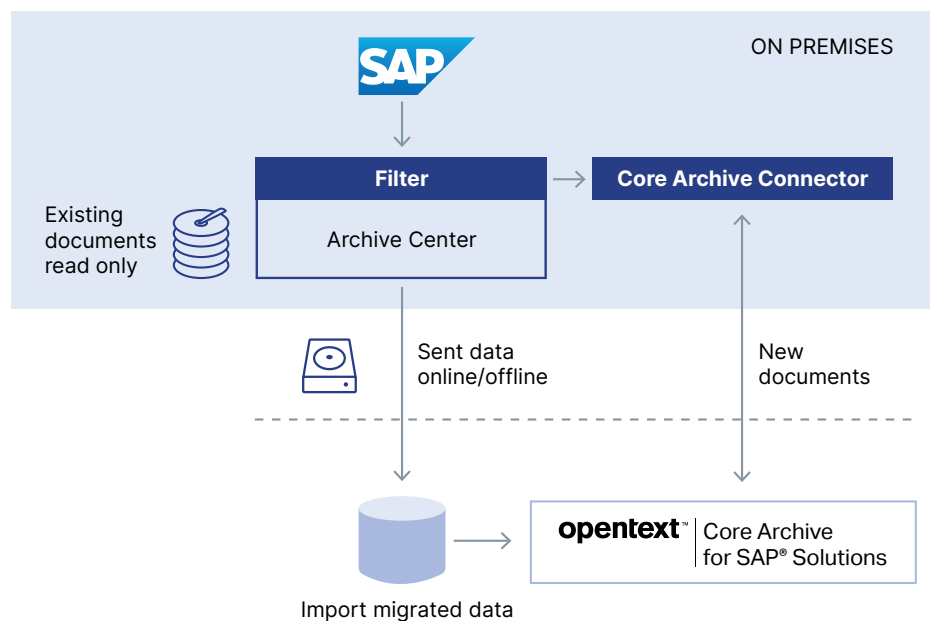 ON PREMISES
SAP
Filter
Core Archive Connector
Existing
documents
read only
Archive Center
Sent data
online/offline
New
documents
opentext™
Core Archive
for SAP® Solutions
Import migrated data